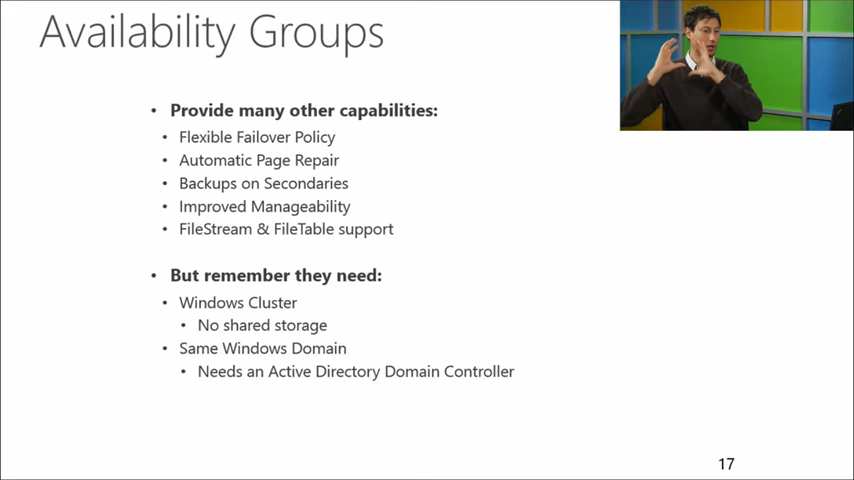 Availability Groups
• Provide many other capabilities:
• Flexible Failover Policy
• Automatic Page Repair
• Backups on Secondaries
• Improved Manageability
• FileStream & FileTable support
• But remember they need:
• Windows Cluster
• No shared storage
• Same Windows Domain
• Needs an Active Directory Domain Controller
17